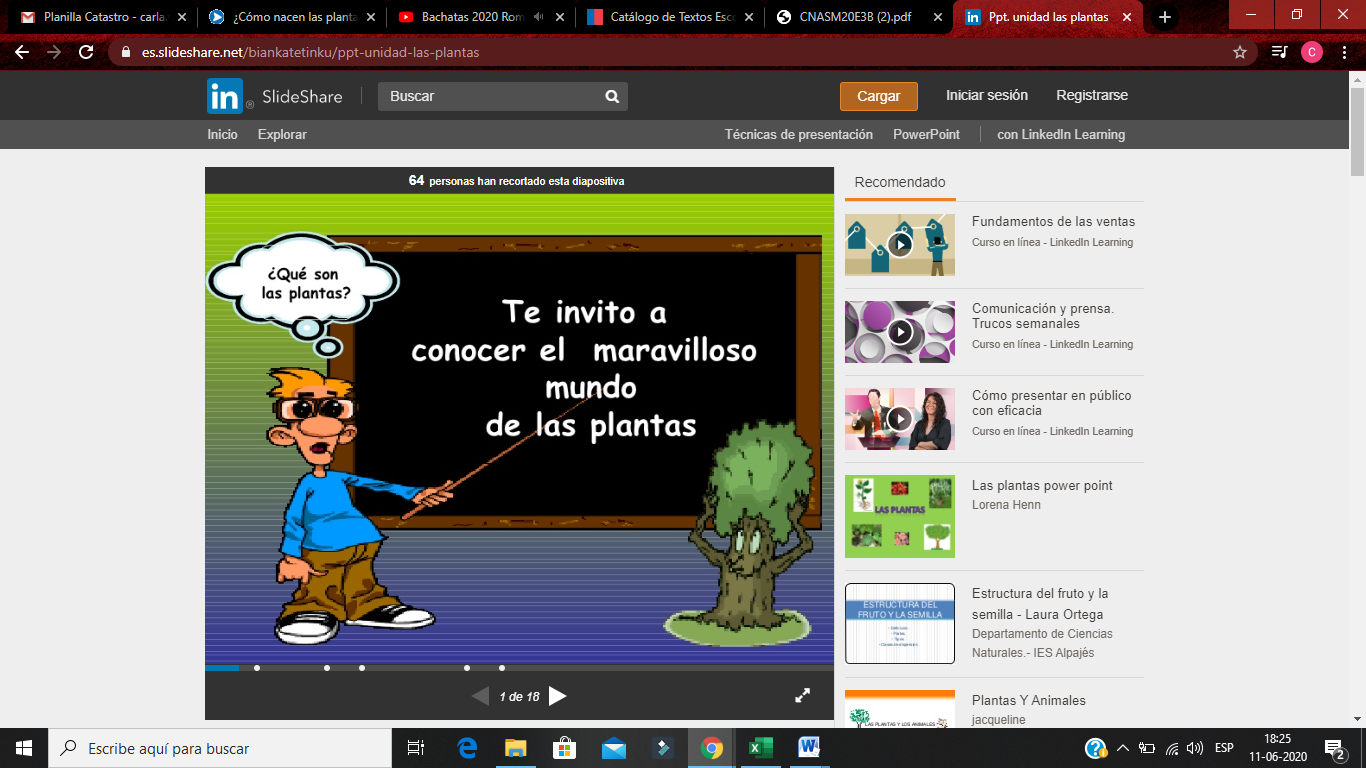 Planilla Catastro - carla.
¿Cómo nacen las planta
Bachatas 2020 Rom
Catálogo de Textos Esco
CNASM20E3B (2).pdf
Ppt. unidad las plantas
es.slideshare.net/biankatetinku/ppt-unidad-las-plantas
C
in ® SlideShare
Buscar
Cargar
Iniciar sesión
Registrarse
Inicio
Explorar
Técnicas de presentación
PowerPoint
con LinkedIn Learning
64 personas han recortado esta diapositiva
¿Qué son
las plantas?
Te invito a
conocer el maravilloso
mundo
de las plantas
1 de 18
Recomendado
Fundamentos de las ventas
Curso en línea - LinkedIn Learning
Comunicación y prensa.
Trucos semanales
Curso en línea - LinkedIn Learning
Cómo presentar en público
con eficacia
Curso en línea - LinkedIn Learning
LAS PLANTAS
Las plantas power point
Lorena Henn
ESTRUCTURA DEL
FRUTO Y LA SEMILLA
Estructura del fruto y la
semilla - Laura Ortega
Departamento de Ciencias
Naturales.- IES Alpajés
LAS PLANTAS Y LOS ANIMALES
Plantas Y Animales
jacqueline
Escribe aquí para buscar
ESP
18:25
11-06-2020
2